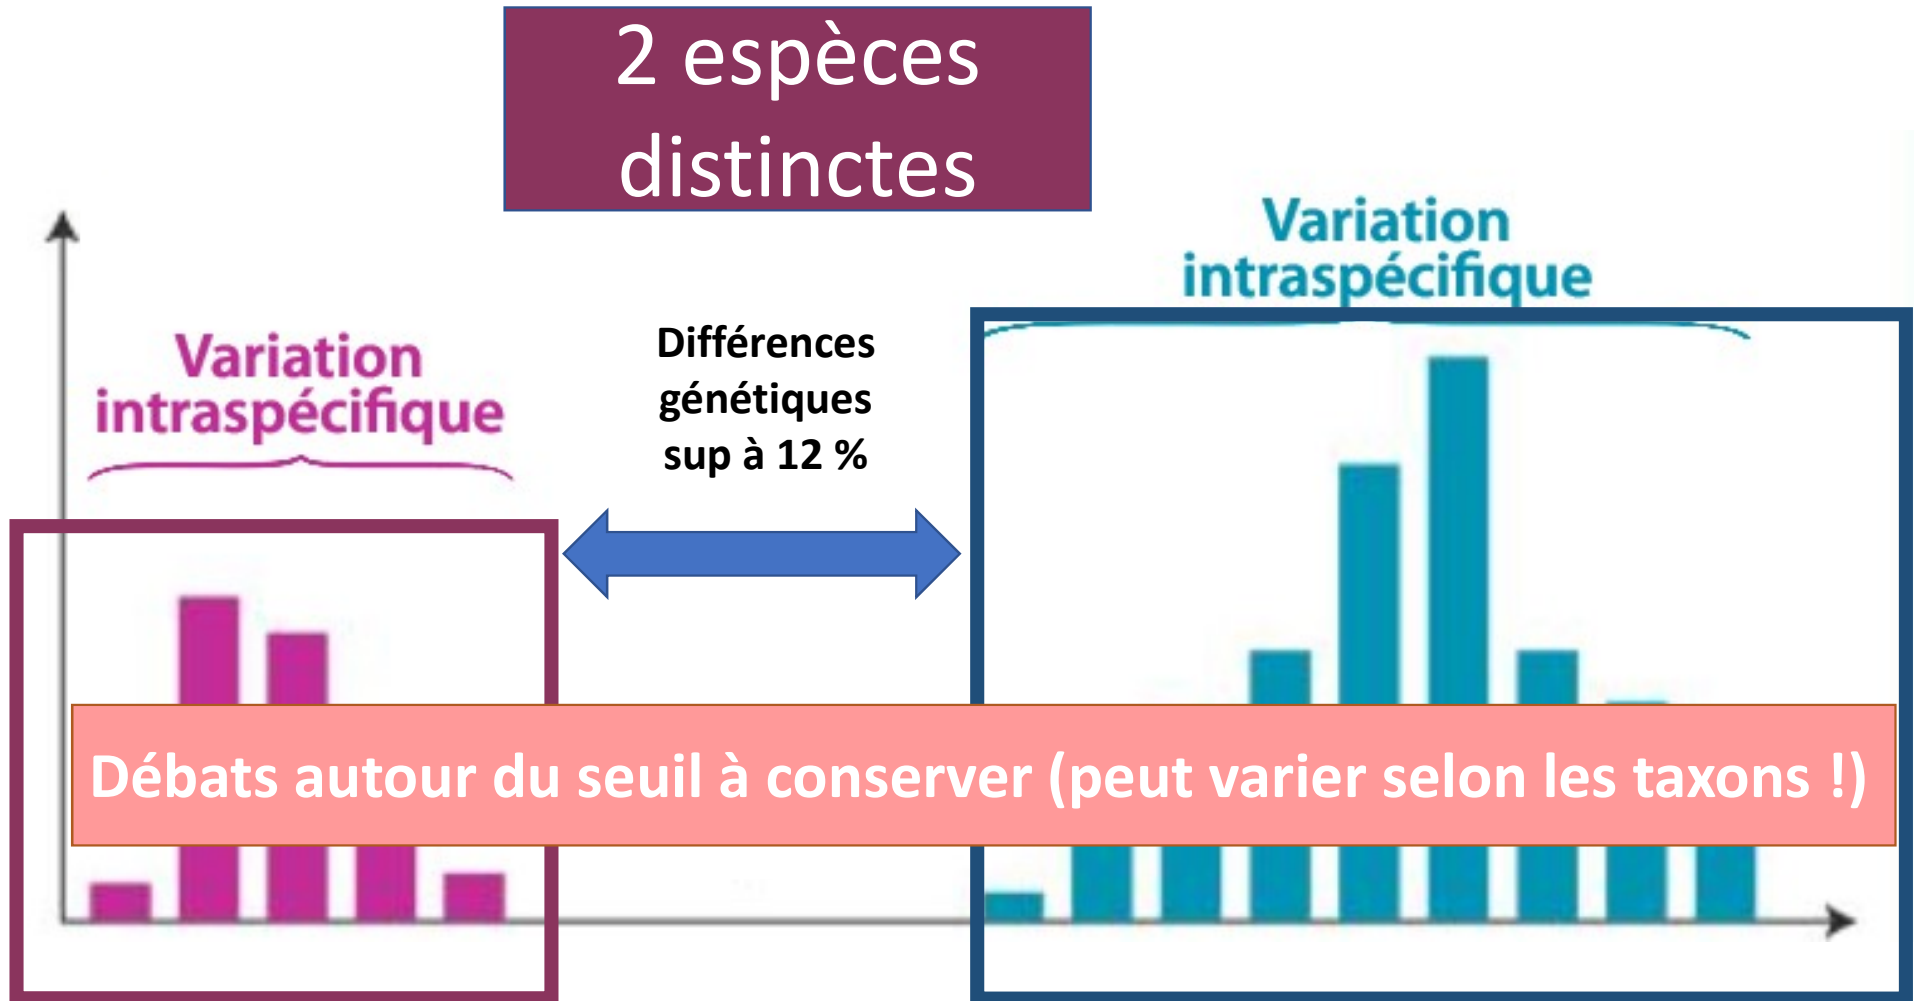 2 espèces
distinctes
Variation
intraspécifique
Différences
génétiques
sup à 12 %
Variation
intraspécifique
Débats autour du seuil à conserver (peut varier selon les taxons !)